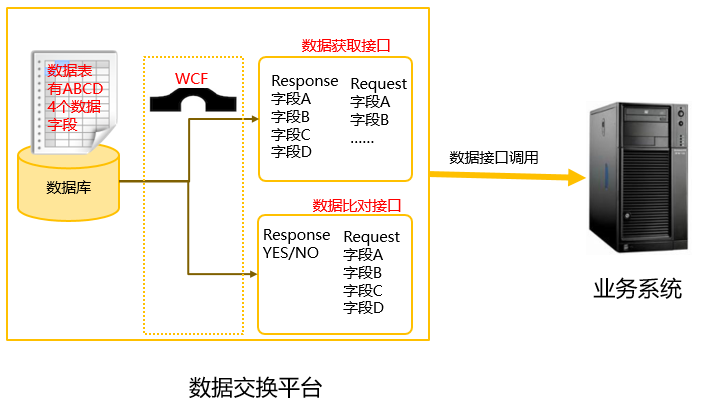 数据获取接口
数据表
有ABCD
4个数据
字段
WCF
Response
字段A
字段B
字段C
字段D
Request
字段A
字段B
......
数据库
数据接口调用
数据比对接口
Response
YES/NO
Request
字段A
字段B
字段C
字段D
业务系统
数据交换平台